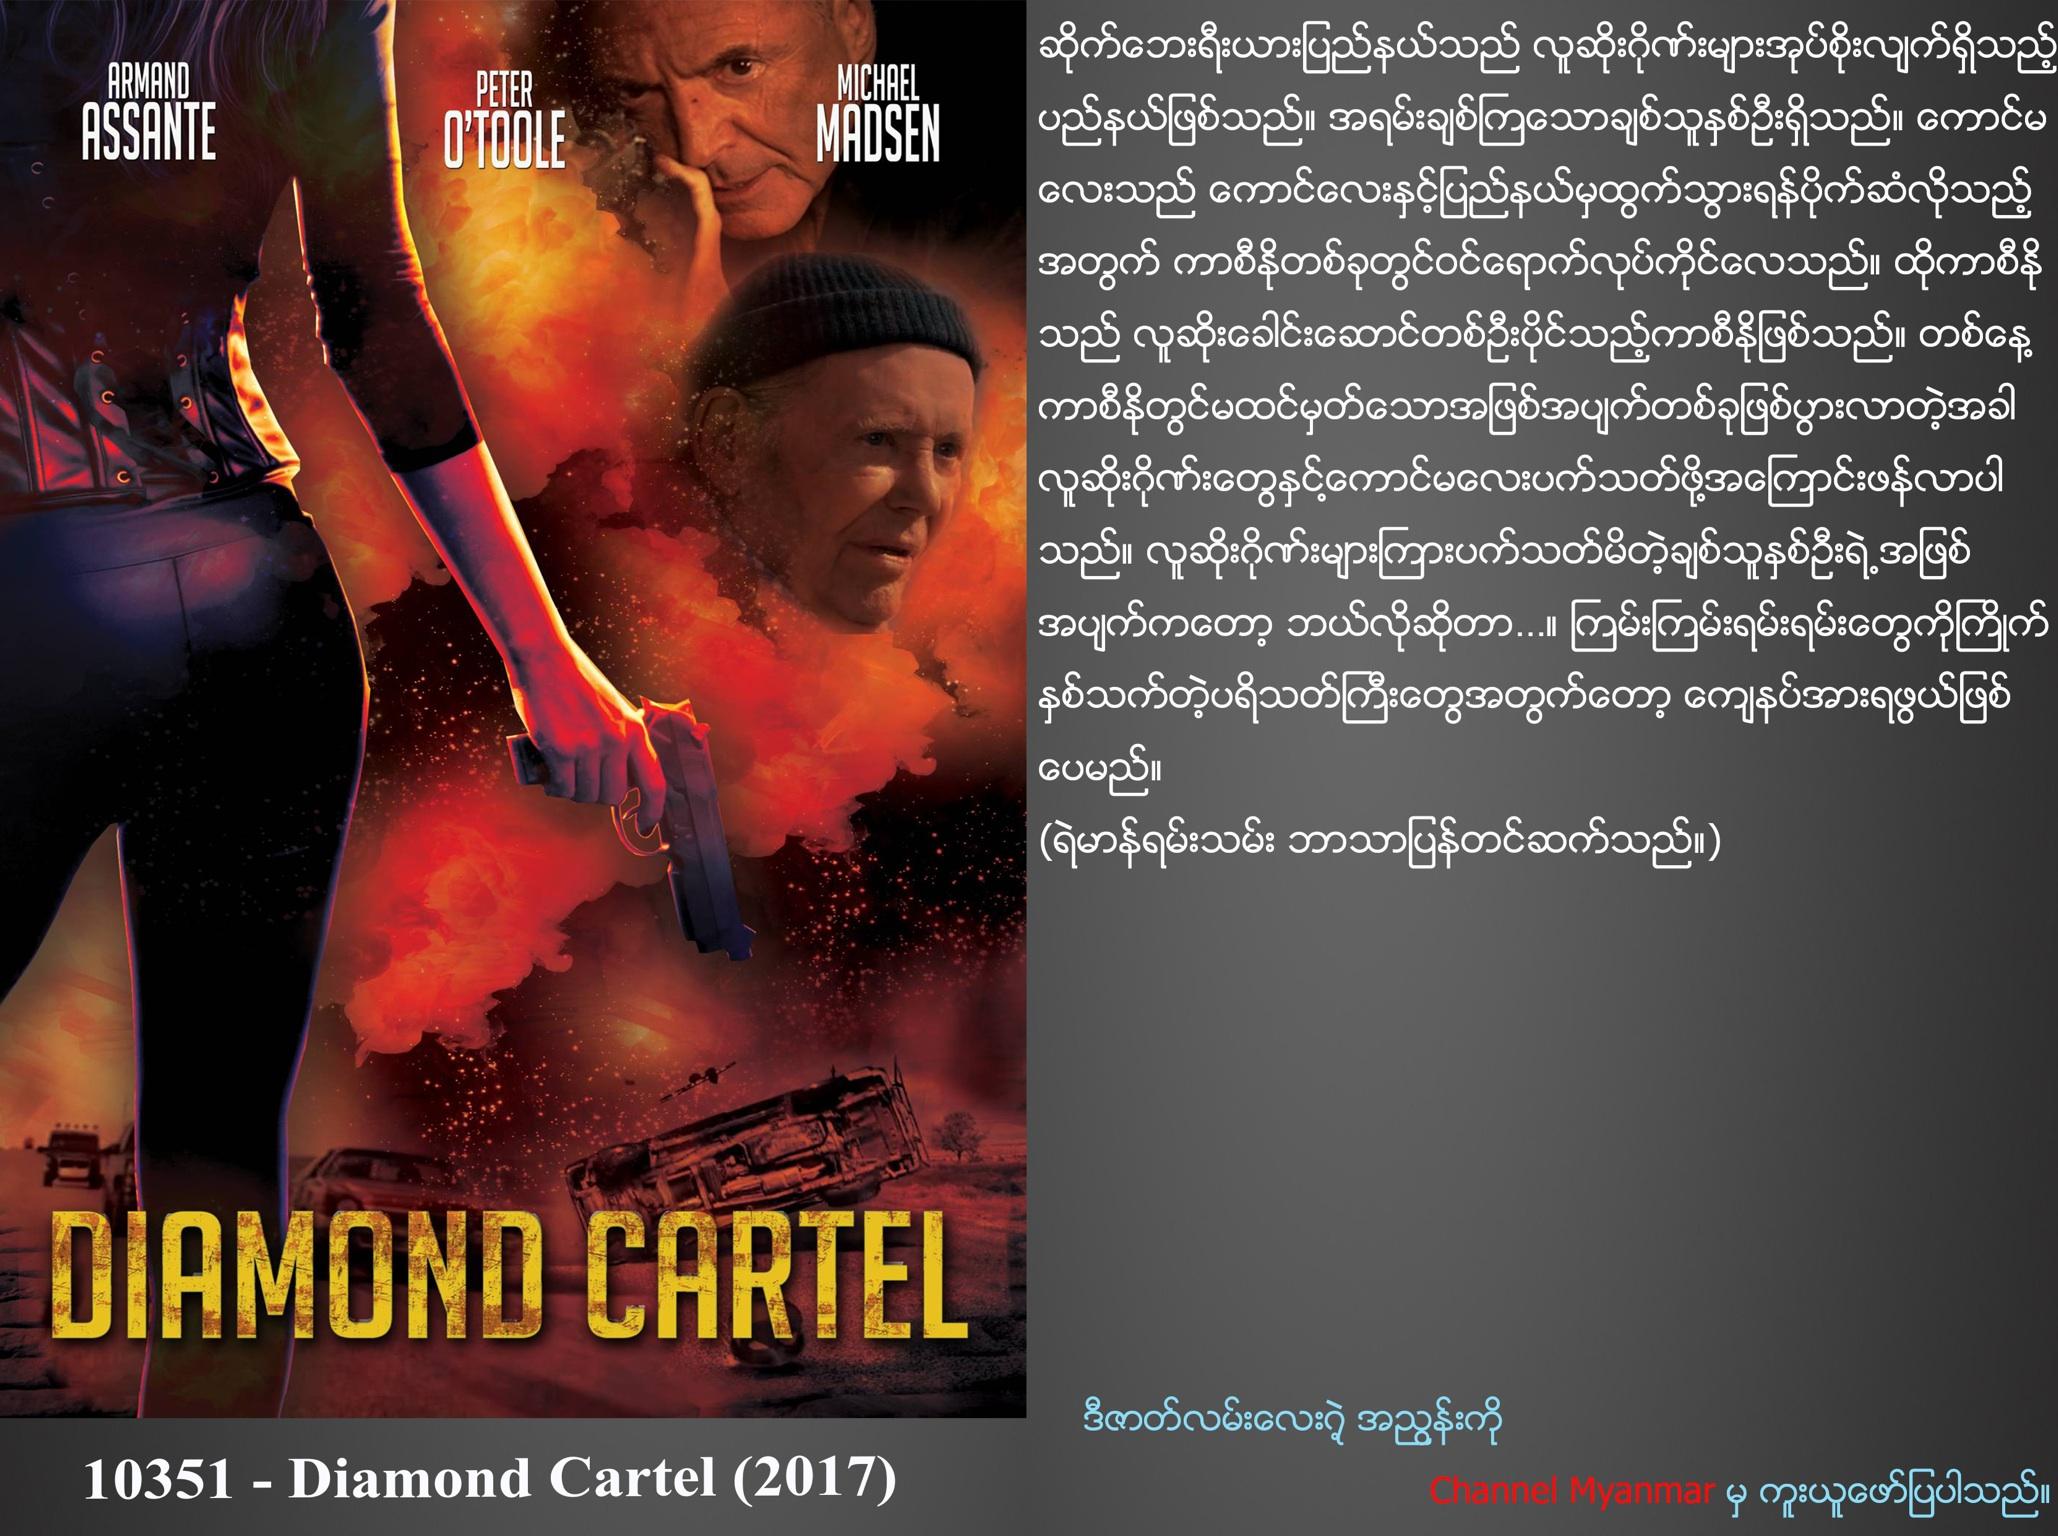 ARMAND
ASSANTE
PETER
O'TOOLE
MICHAEL
MADSEN
DIAMOND CARTEL
10351 - Diamond Cartel (2017)
ဆိုက်ဘေးရီးယားပြည်နယ်သည် လူဆိုးဂိုဏ်းများအုပ်စိုးလျက်ရှိသည့်
ပည်နယ်ဖြစ်သည်။ အရမ်းချစ်ကြသောချစ်သူနှစ်ဦးရှိသည်။ ကောင်မ
လေးသည် ကောင်လေးနှင့်ပြည်နယ်မှထွက်သွားရန်ပိုက်ဆံလိုသည့်
အတွက် ကာစီနိုတစ်ခုတွင်ဝင်ရောက်လုပ်ကိုင်လေသည်။ ထိုကာစီနို
သည် လူဆိုးခေါင်းဆောင်တစ်ဦးပိုင်သည့်ကာစီနိုဖြစ်သည်။ တစ်နေ့
ကာစီနိုတွင်မထင်မှတ်သောအဖြစ်အပျက်တစ်ခုဖြစ်ပွားလာတဲ့အခါ
လူဆိုးဂိုဏ်းတွေနှင့်ကောင်မလေးပက်သတ်ဖို့အကြောင်းဖန်လာပါ
သည်။ လူဆိုးဂိုဏ်းများကြားပက်သတ်မိတဲ့ချစ်သူနှစ်ဦးရဲ့အဖြစ်
အပျက်ကတော့ ဘယ်လိုဆိုတာ...။ ကြမ်းကြမ်းရမ်းရမ်းတွေကိုကြိုက်
နှစ်သက်တဲ့ပရိသတ်ကြီးတွေအတွက်တော့ ကျေနပ်အားရဖွယ်ဖြစ်
ပေမည်။
(ရဲမာန်ရမ်းသမ်း ဘာသာပြန်တင်ဆက်သည်။)
ဒီဇာတ်လမ်းလေးရဲ့ အညွှန်းကို
Channel Myanmar မှ ကူးယူဖော်ပြပါသည်။